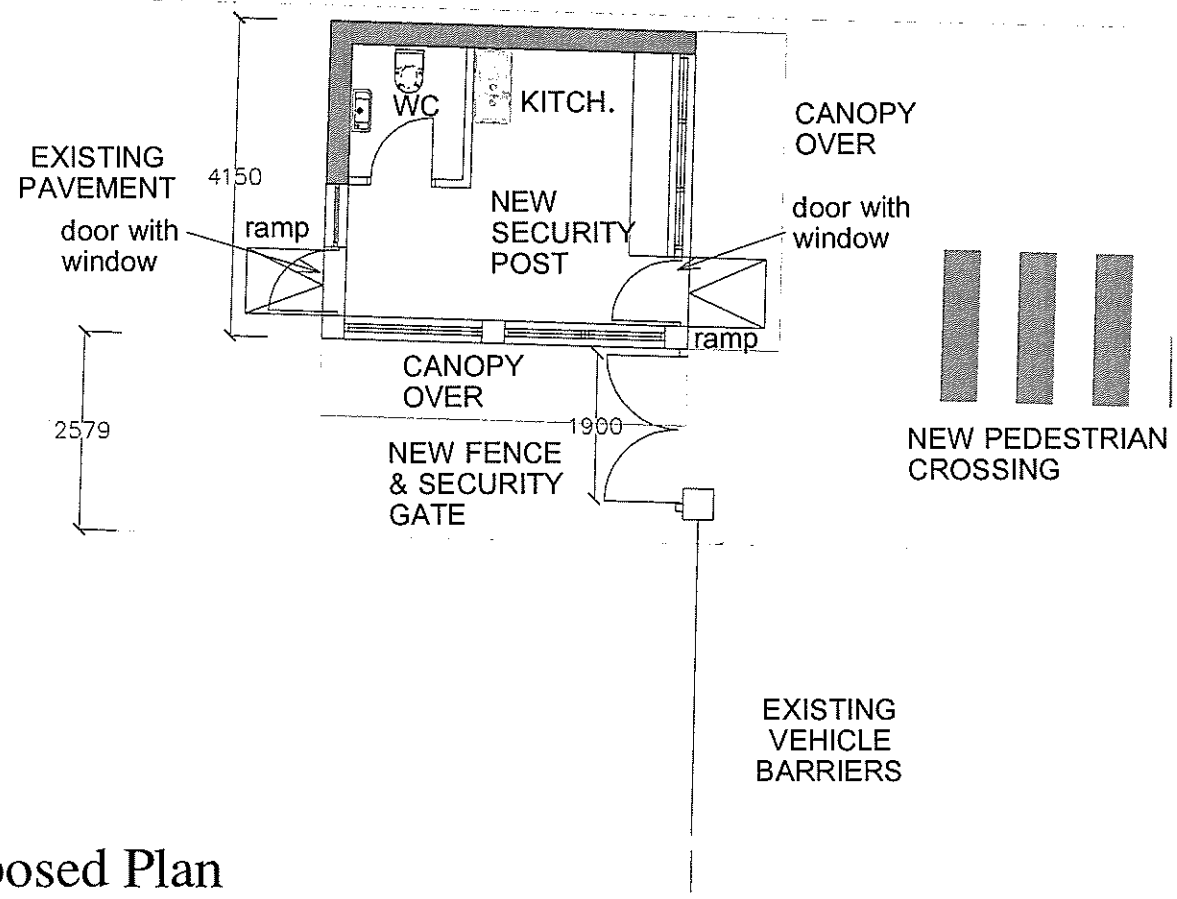 WC
KITCH.
CANOPY
OVER
EXISTING
PAVEMENT
4150
door with
window
ramp
NEW
SECURITY
POST
door with
window
ramp
CANOPY
OVER
2579
1900
NEW FENCE
& SECURITY
GATE
NEW PEDESTRIAN
CROSSING
EXISTING
VEHICLE
BARRIERS
posed Plan